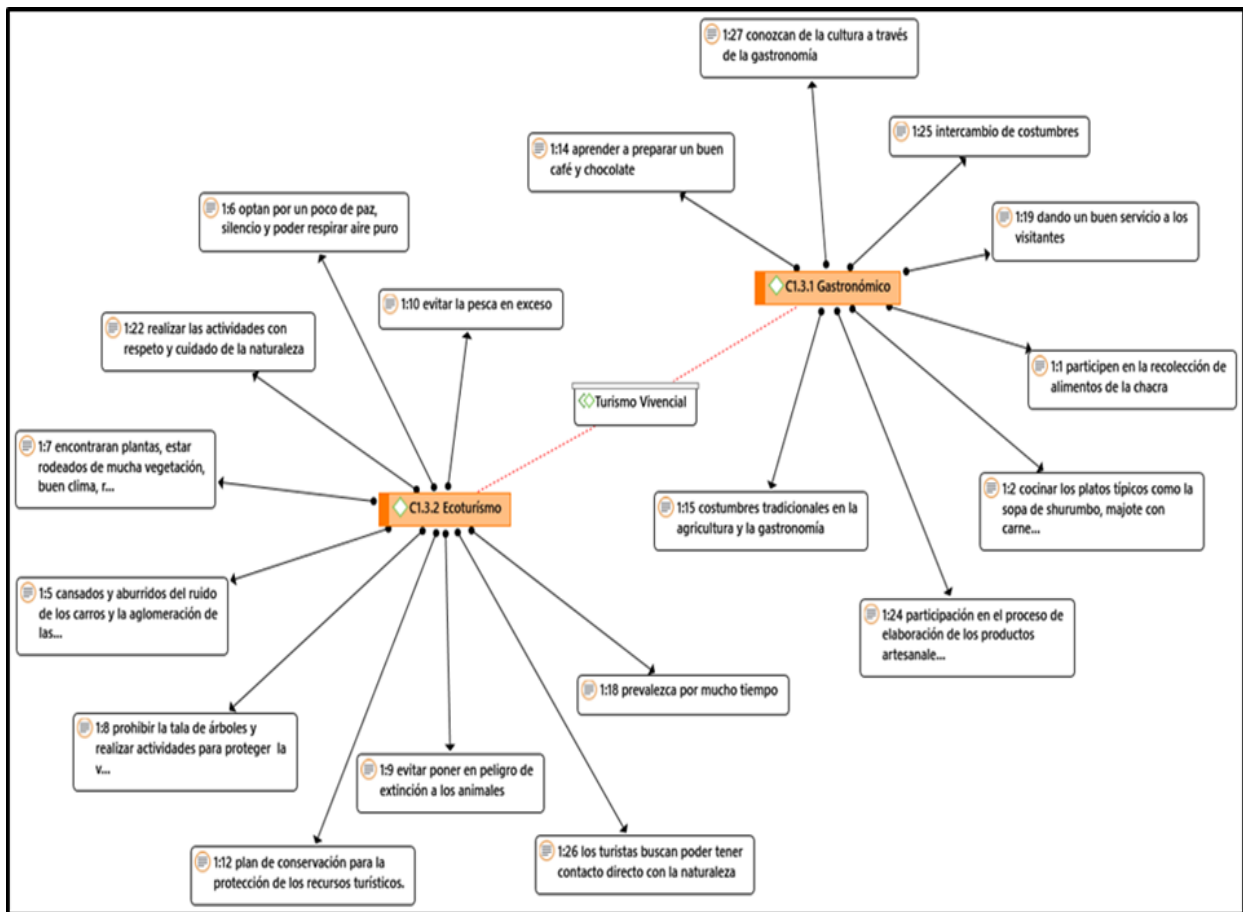 1:27 conozcan de la cultura a través
de la gastronomía
1:25 intercambio de costumbres
1:14 aprender a preparar un buen
café y chocolate
1:6 optan por un poco de paz,
silencio y poder respirar aire puro
1:19 dando un buen servicio a los
visitantes
C1.3.1 Gastronómico
1:10 evitar la pesca en exceso
1:22 realizar las actividades con
respeto y cuidado de la naturaleza
1:1 participen en la recolección de
alimentos de la chacra
Turismo Vivencial
1:7 encontraran plantas, estar
rodeados de mucha vegetación,
buen clima, r...
C1.3.2 Ecoturismo
1:15 costumbres tradicionales en la
agricultura y la gastronomía
1:2 cocinar los platos típicos como la
sopa de shurumbo, majote con
carne...
1:5 cansados y aburridos del ruido
de los carros y la aglomeración de
las...
1:24 participación en el proceso de
elaboración de los productos
artesanale...
1:18 prevalezca por mucho tiempo
1:8 prohibir la tala de árboles y
realizar actividades para proteger la
v...
1:9 evitar poner en peligro de
extinción a los animales
1:12 plan de conservación para la
protección de los recursos turísticos.
1:26 los turistas buscan poder tener
contacto directo con la naturaleza